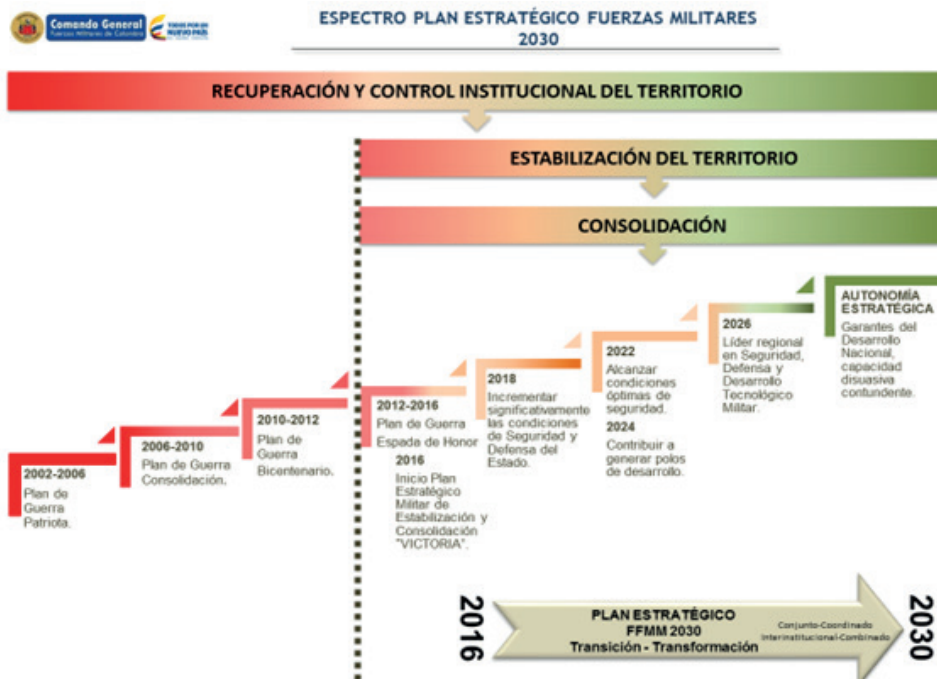 Comando General
Fuerzas Militares de Colombia
TODOS POR UN
NUEVO PAÍS
ESPECTRO PLAN ESTRATÉGICO FUERZAS MILITARES
2030
RECUPERACIÓN Y CONTROL INSTITUCIONAL DEL TERRITORIO
ESTABILIZACIÓN DEL TERRITORIO
CONSOLIDACIÓN
2002-2006
Plan de
Guerra
Patriota.
2006-2010
Plan de Guerra
Consolidación.
2010-2012
Plan de
Guerra
Bicentenario.
2012-2016
Plan de Guerra
Espada de Honor
2016
Inicio Plan
Estratégico
Militar de
Estabilización y
Consolidación
"VICTORIA".
2018
Incrementar
significativamente
las condiciones
de Seguridad y
Defensa del
Estado.
2022
Alcanzar
condiciones
óptimas de
seguridad.
2024
Contribuir a
generar polos
de desarrollo.
2026
Líder regional
en Seguridad,
Defensa y
Desarrollo
Tecnológico
Militar.
AUTONOMÍA
ESTRATÉGICA
Garantes del
Desarrollo
Nacional,
capacidad
disuasiva
contundente.
2016
PLAN ESTRATÉGICO
FFMM 2030
Transición - Transformación
Conjunto-Coordinado
Interinstitucional-Combinado
2030